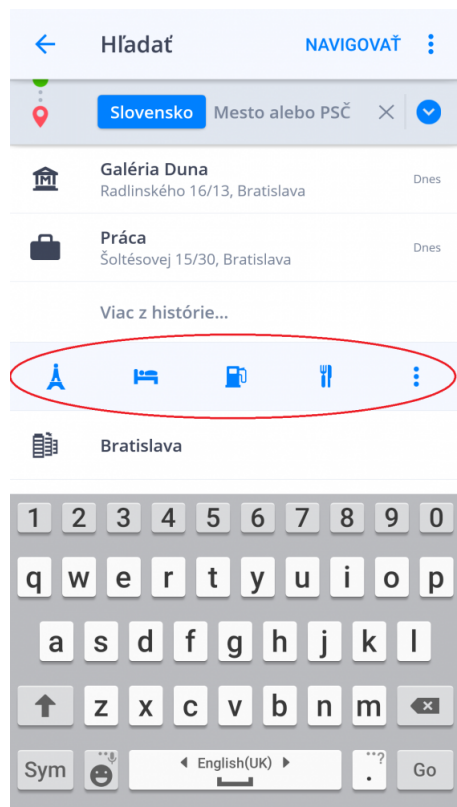 Hľadať NAVIGOVAŤ
Slovensko Mesto alebo PSČ
Galéria Duna
Radlinského 16/13, Bratislava Dnes
Práca
Šoltésovej 15/30, Bratislava Dnes
Viac z histórie...
Bratislava
1 2 3 4 5 6 7 8 9 0
q w e r t y u i o p
a s d f g h j k l
z x c v b n m
Sym English(UK) . ? Go